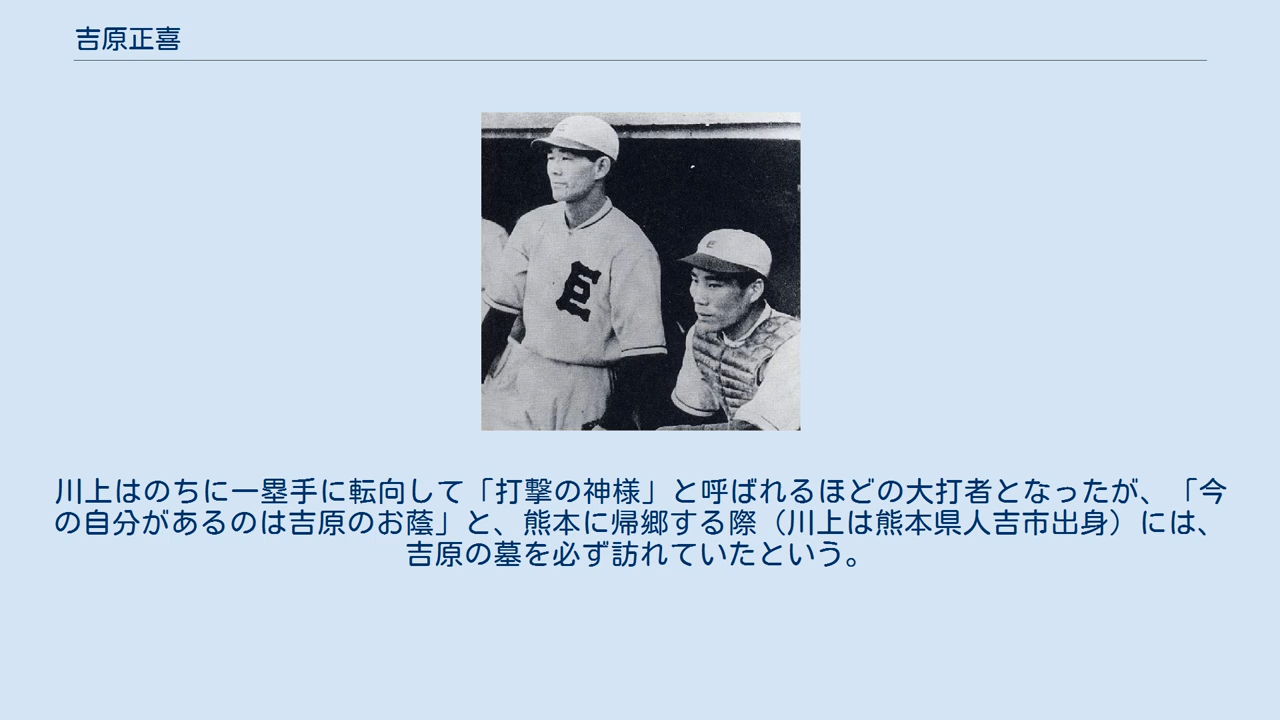 吉原正喜
巨
川上はのちに一塁手に転向して「打撃の神様」と呼ばれるほどの大打者となったが、「今
の自分があるのは吉原のお蔭」と、熊本に帰郷する際（川上は熊本県人吉市出身）には、
吉原の墓を必ず訪れていたという。